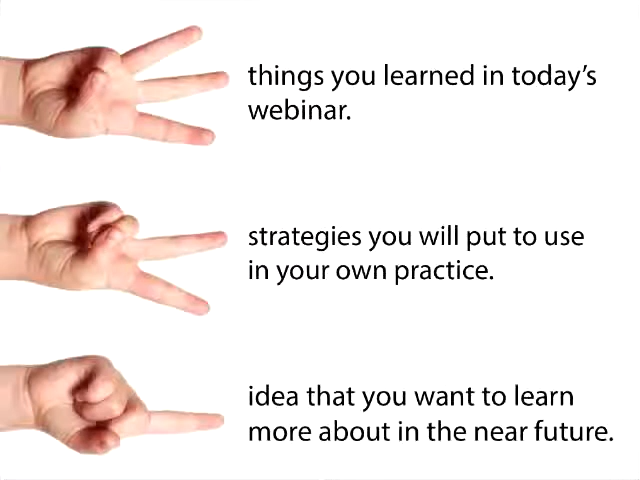 things you learned in today’s
webinar.
strategies you will put to use
in your own practice.
idea that you want to learn
more about in the near future.